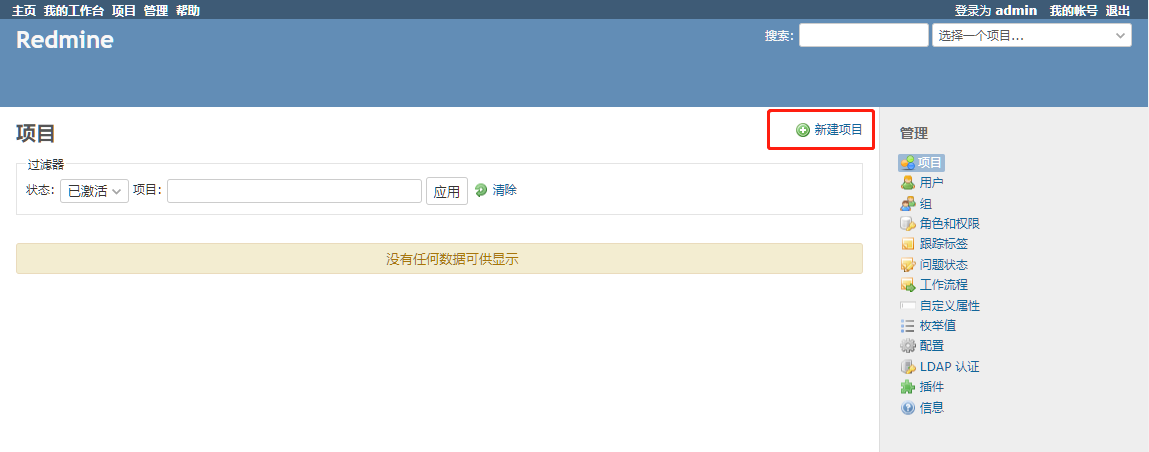 主页 我的工作台 项目 管理 帮助 登录为 admin 我的帐号 退出
Redmine 搜索: 选择一个项目...
项目 新建项目
过滤器
状态: 已激活 项目: 应用 清除
没有任何数据可供显示
管理
项目
用户
组
角色和权限
跟踪标签
问题状态
工作流程
自定义属性
枚举值
配置
LDAP 认证
插件
信息